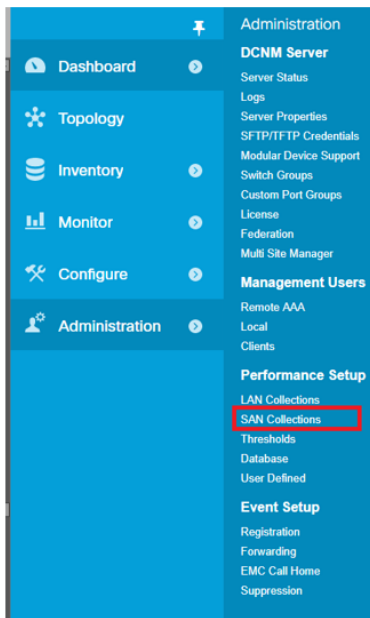 Dashboard
Topology
Inventory
Monitor
Configure
Administration
Administration
DCNM Server
Server Status
Logs
Server Properties
SFTP/TFTP Credentials
Modular Device Support
Switch Groups
Custom Port Groups
License
Federation
Multi Site Manager
Management Users
Remote AAA
Local
Clients
Performance Setup
LAN Collections
SAN Collections
Thresholds
Database
User Defined
Event Setup
Registration
Forwarding
EMC Call Home
Suppression